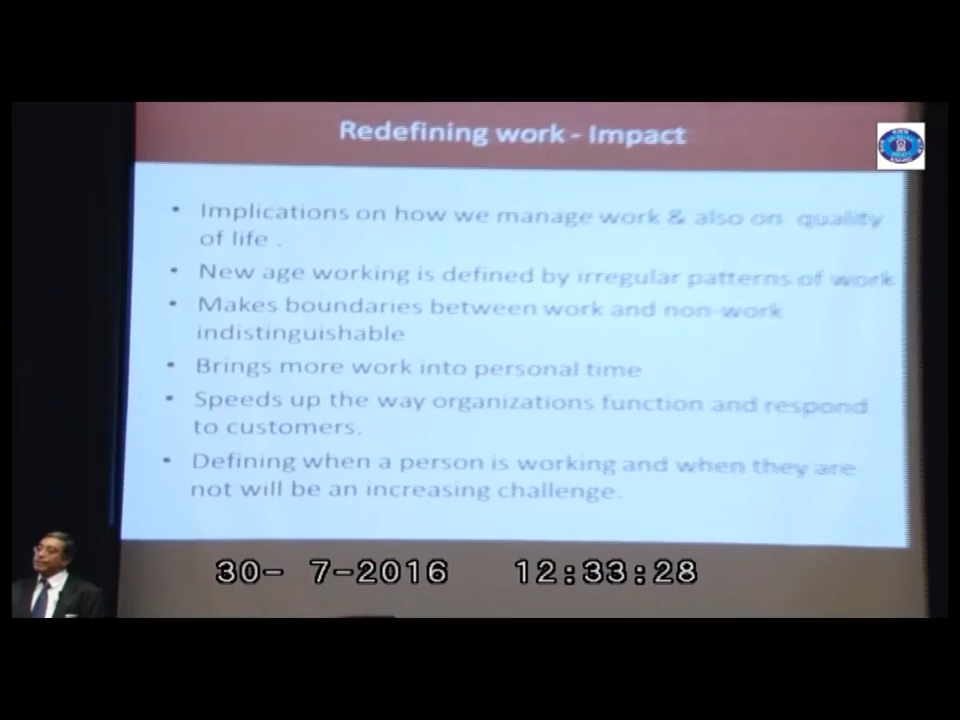 Redefining work - Impact
• Implications on how we manage work & also on quality
of life .
• New age working is defined by irregular patterns of work
• Makes boundaries between work and non-work
indistinguishable
• Brings more work into personal time
• Speeds up the way organizations function and respond
to customers.
• Defining when a person is working and when they are
not will be an increasing challenge.
30- 7-2016 12:33:28